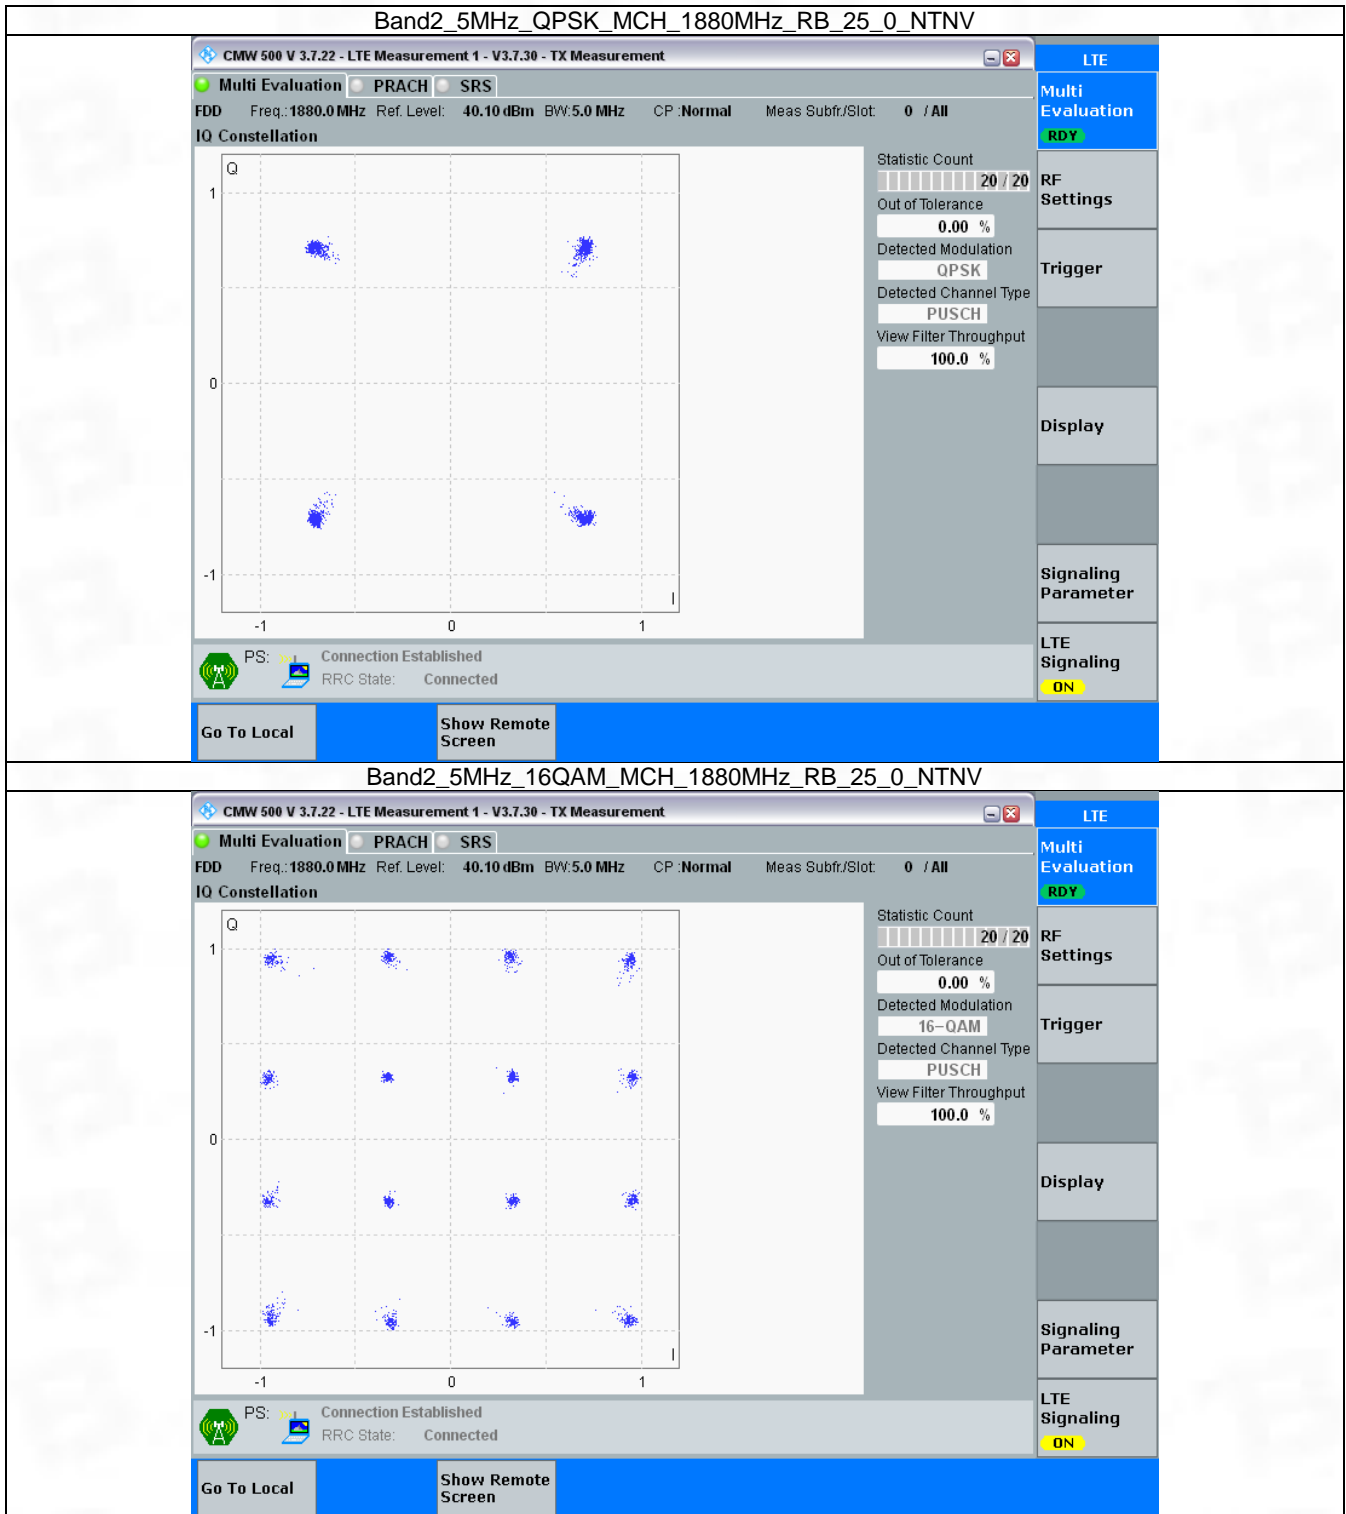 Band2_5MHz_QPSK_MCH_1880MHz_RB_25_0_NTNV
CMW 500 V 3.7.22 - LTE Measurement 1 - V3.7.30 - TX Measurement
LTE
Multi Evaluation PRACH SRS
Multi
Evaluation
RDY
FDD Freq.: 1880.0 MHz Ref. Level: 40.10 dBm BW: 5.0 MHz CP : Normal Meas Subfr./Slot: 0 / All
IQ Constellation
Q
1
0
-1
I
-1 0 1
Statistic Count
20 / 20
Out of Tolerance
0.00 %
Detected Modulation
QPSK
Detected Channel Type
PUSCH
View Filter Throughput
100.0 %
RF
Settings
Trigger
Display
Signaling
Parameter
LTE
Signaling
ON
PS: Connection Established
RRC State: Connected
Go To Local
Show Remote
Screen
Band2_5MHz_16QAM_MCH_1880MHz_RB_25_0_NTNV
CMW 500 V 3.7.22 - LTE Measurement 1 - V3.7.30 - TX Measurement
LTE
Multi Evaluation PRACH SRS
Multi
Evaluation
RDY
FDD Freq.: 1880.0 MHz Ref. Level: 40.10 dBm BW: 5.0 MHz CP : Normal Meas Subfr./Slot: 0 / All
IQ Constellation
Q
1
0
-1
I
-1 0 1
Statistic Count
20 / 20
Out of Tolerance
0.00 %
Detected Modulation
16-QAM
Detected Channel Type
PUSCH
View Filter Throughput
100.0 %
RF
Settings
Trigger
Display
Signaling
Parameter
LTE
Signaling
ON
PS: Connection Established
RRC State: Connected
Go To Local
Show Remote
Screen